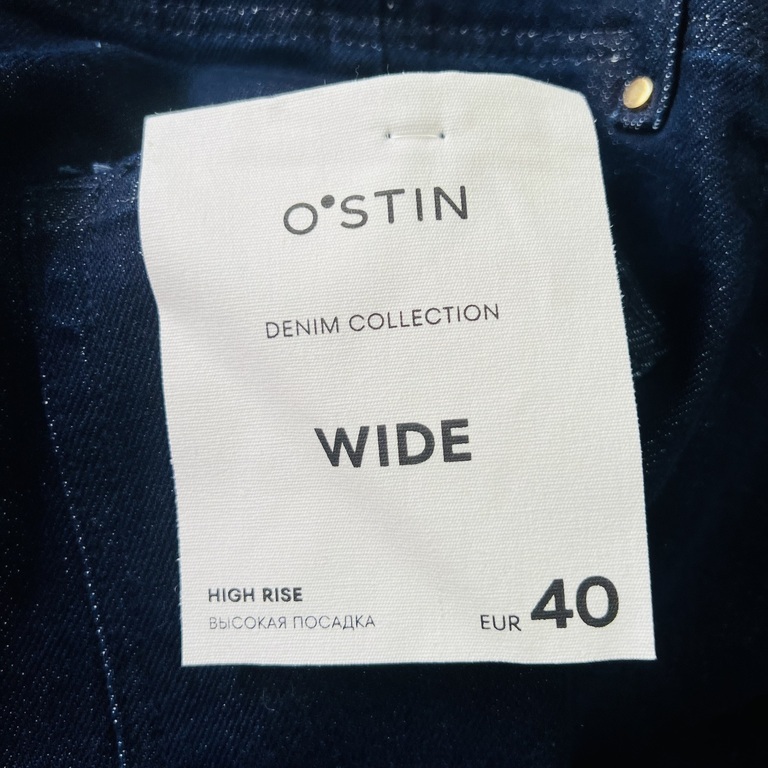 O'STIN
DENIM COLLECTION
WIDE
HIGH RISE
ВЫСОКАЯ ПОСАДКА
EUR 40